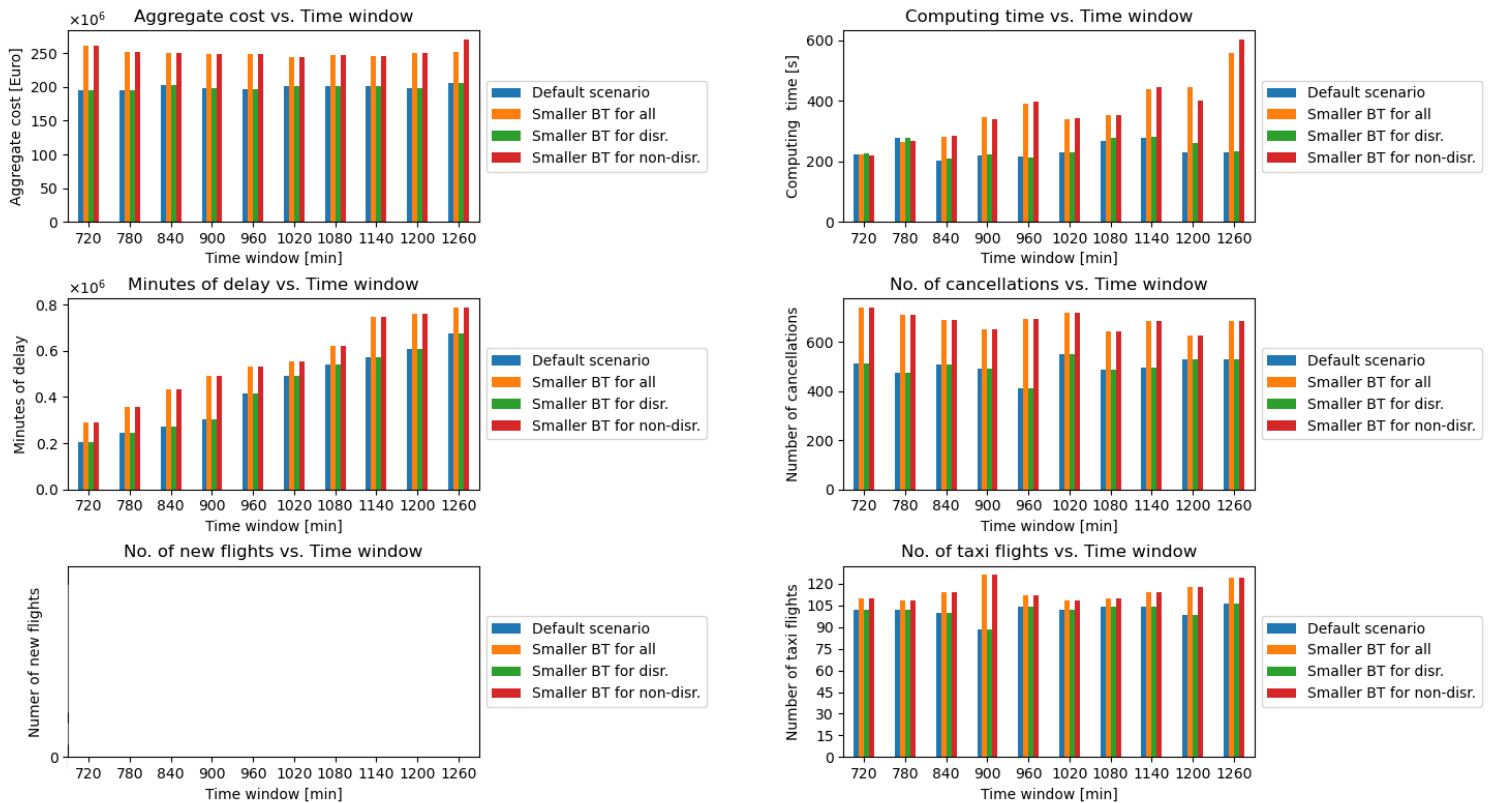 Aggregate cost vs. Time window
×10⁶
Aggregate cost [Euro]
250
200
150
100
50
0
720 780 840 900 960 1020 1080 1140 1200 1260
Time window [min]
Default scenario
Smaller BT for all
Smaller BT for disr.
Smaller BT for non-disr.
Computing time vs. Time window
Computing time [s]
600
400
200
0
720 780 840 900 960 1020 1080 1140 1200 1260
Time window [min]
Default scenario
Smaller BT for all
Smaller BT for disr.
Smaller BT for non-disr.
Minutes of delay vs. Time window
×10⁶
Minutes of delay
0.8
0.6
0.4
0.2
0.0
720 780 840 900 960 1020 1080 1140 1200 1260
Time window [min]
Default scenario
Smaller BT for all
Smaller BT for disr.
Smaller BT for non-disr.
No. of cancellations vs. Time window
Number of cancellations
600
400
200
0
720 780 840 900 960 1020 1080 1140 1200 1260
Time window [min]
Default scenario
Smaller BT for all
Smaller BT for disr.
Smaller BT for non-disr.
No. of new flights vs. Time window
Numer of new flights
0
720 780 840 900 960 1020 1080 1140 1200 1260
Time window [min]
Default scenario
Smaller BT for all
Smaller BT for disr.
Smaller BT for non-disr.
No. of taxi flights vs. Time window
Number of taxi flights
120
105
90
75
60
45
30
15
0
720 780 840 900 960 1020 1080 1140 1200 1260
Time window [min]
Default scenario
Smaller BT for all
Smaller BT for disr.
Smaller BT for non-disr.